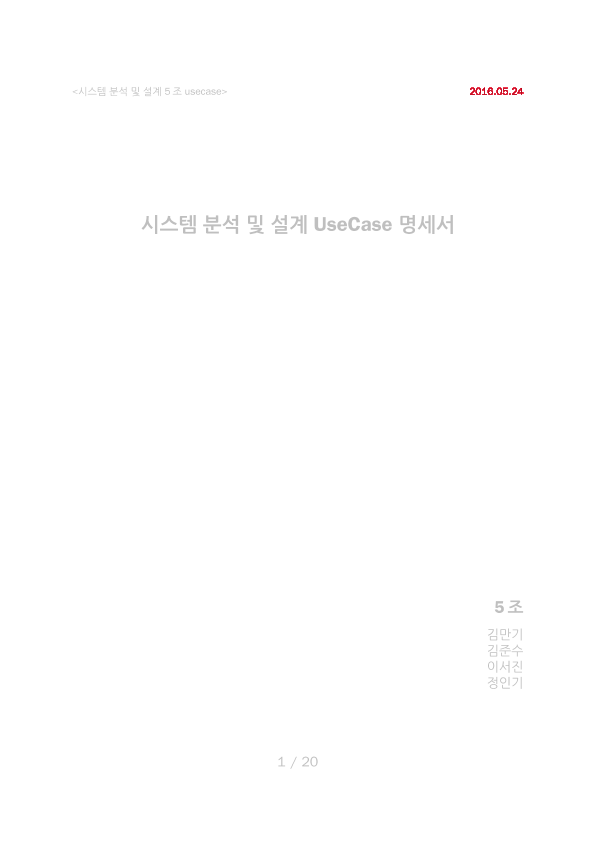 <시스템 분석 및 설계 5 조 usecase> 2016.05.24
시스템 분석 및 설계 UseCase 명세서
5 조
김만기
김준수
이서진
정인기
1 / 20